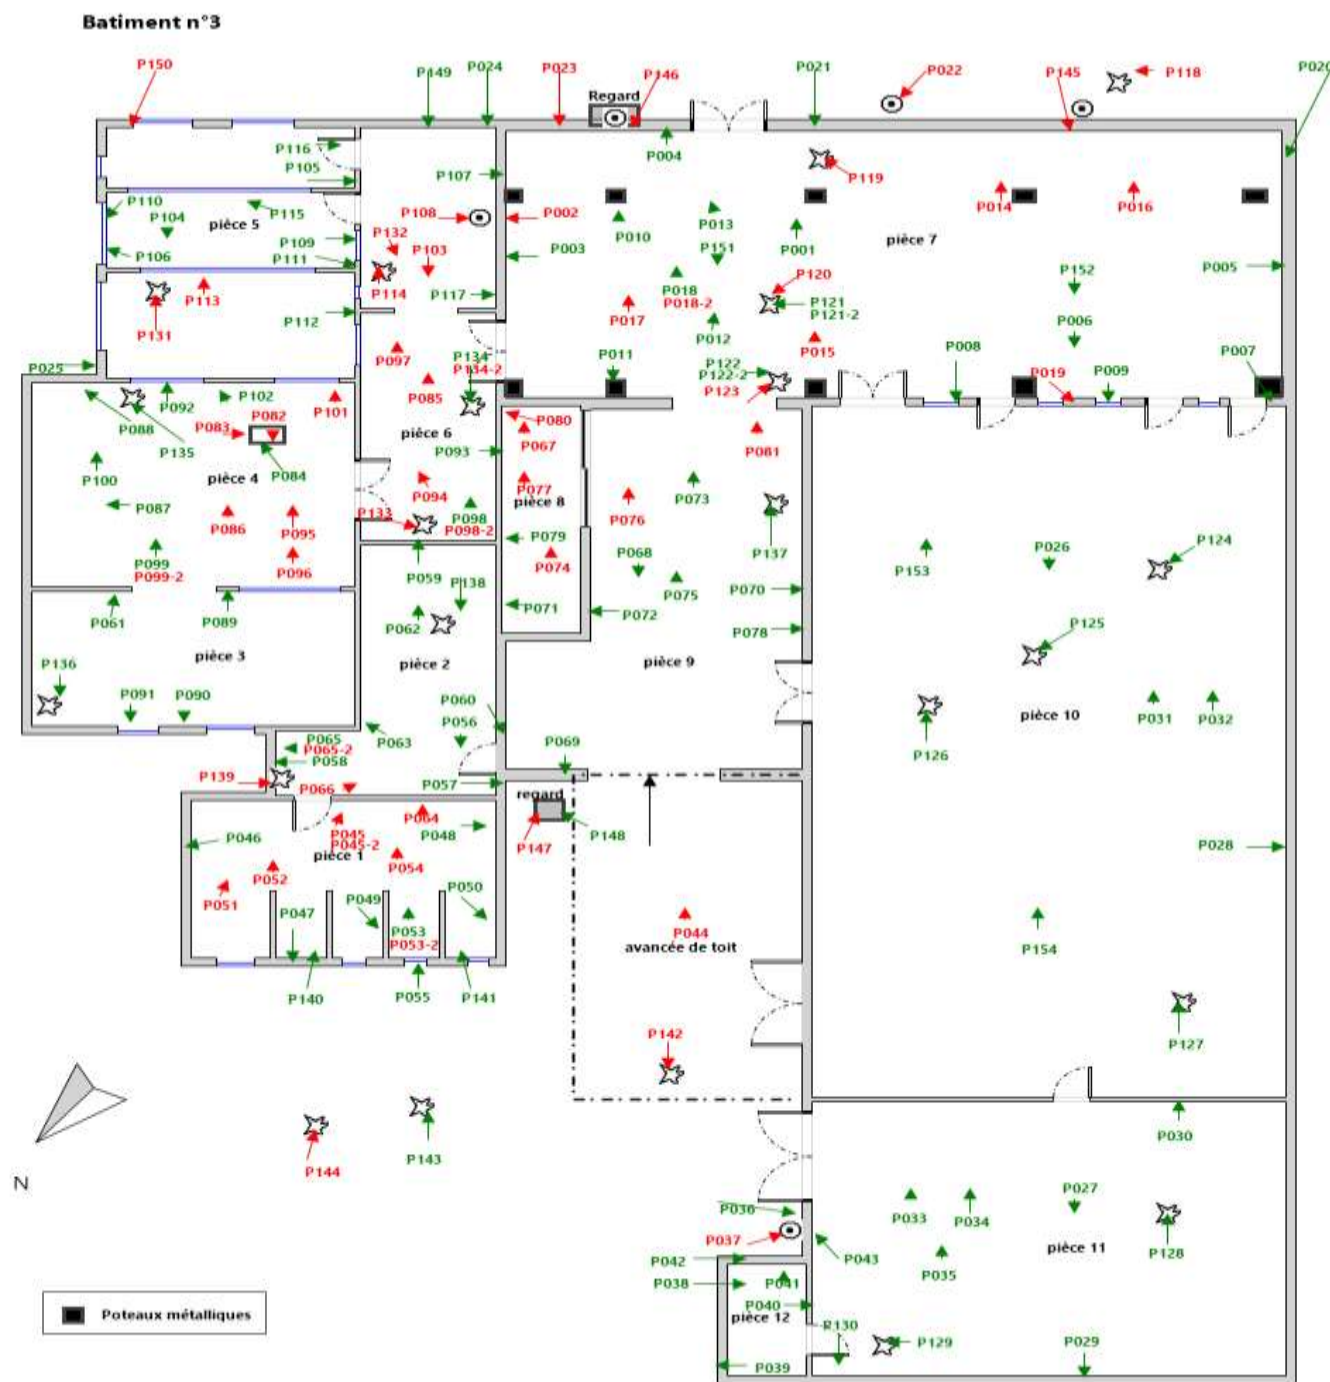 Batiment n°3
P150
P149
P024
P023
P146
Regard
P021
P022
P145
P118
P020
P116
P105
P107
P004
P119
P110
P104
P115
pièce 5
P108
P002
P010
P013
P001
P014
P016
pièce 7
P106
P109
P111
P132
P103
P003
P151
P005
P113
P114
P117
P018
P018-2
P120
P121
P121-2
P152
P131
P112
P017
P012
P015
P006
P025
P097
P134
P134-2
P011
P122
P122-2
P123
P008
P019
P009
P007
P092
P102
P101
P085
P088
P083
P082
P135
P084
pièce 6
P080
P067
P081
P093
P100
pièce 4
P087
P086
P095
P094
P133
P098
P098-2
P077
pièce 8
P076
P073
P137
P099
P099-2
P096
P079
P074
P068
P075
P153
P026
P124
P059
P138
P070
P061
P089
P062
P071
P072
P078
P125
P136
pièce 3
pièce 2
pièce 9
P091
P090
P060
P056
P063
P126
pièce 10
P031
P032
P065
P065-2
P058
P069
P139
P066
P057
regard
P046
P045
P045-2
P064
P048
P147
P148
pièce 1
P054
P028
P052
P051
P047
P049
P050
P053
P053-2
P044
avancée de toit
P154
P140
P055
P141
P142
P127
P143
P144
P030
N
P036
P037
P033
P034
P027
P128
P042
P043
P035
pièce 11
P038
P041
P040
pièce 12
P130
P129
P029
P039
Poteaux métalliques